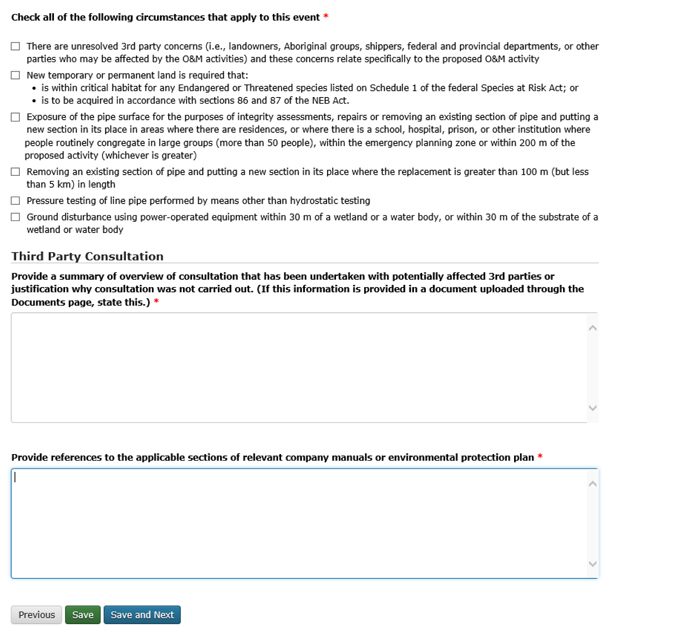 Check all of the following circumstances that apply to this event *
There are unresolved 3rd party concerns (i.e., landowners, Aboriginal groups, shippers, federal and provincial departments, or other
parties who may be affected by the O&M activities) and these concerns relate specifically to the proposed O&M activity
New temporary or permanent land is required that:
• is within critical habitat for any Endangered or Threatened species listed on Schedule 1 of the federal Species at Risk Act; or
• is to be acquired in accordance with sections 86 and 87 of the NEB Act.
Exposure of the pipe surface for the purposes of integrity assessments, repairs or removing an existing section of pipe and putting a
new section in its place in areas where there are residences, or where there is a school, hospital, prison, or other institution where
people routinely congregate in large groups (more than 50 people), within the emergency planning zone or within 200 m of the
proposed activity (whichever is greater)
Removing an existing section of pipe and putting a new section in its place where the replacement is greater than 100 m (but less
than 5 km) in length
Pressure testing of line pipe performed by means other than hydrostatic testing
Ground disturbance using power-operated equipment within 30 m of a wetland or a water body, or within 30 m of the substrate of a
wetland or water body
Third Party Consultation
Provide a summary of overview of consultation that has been undertaken with potentially affected 3rd parties or
justification why consultation was not carried out. (If this information is provided in a document uploaded through the
Documents page, state this.) *
Provide references to the applicable sections of relevant company manuals or environmental protection plan *
Previous Save Save and Next